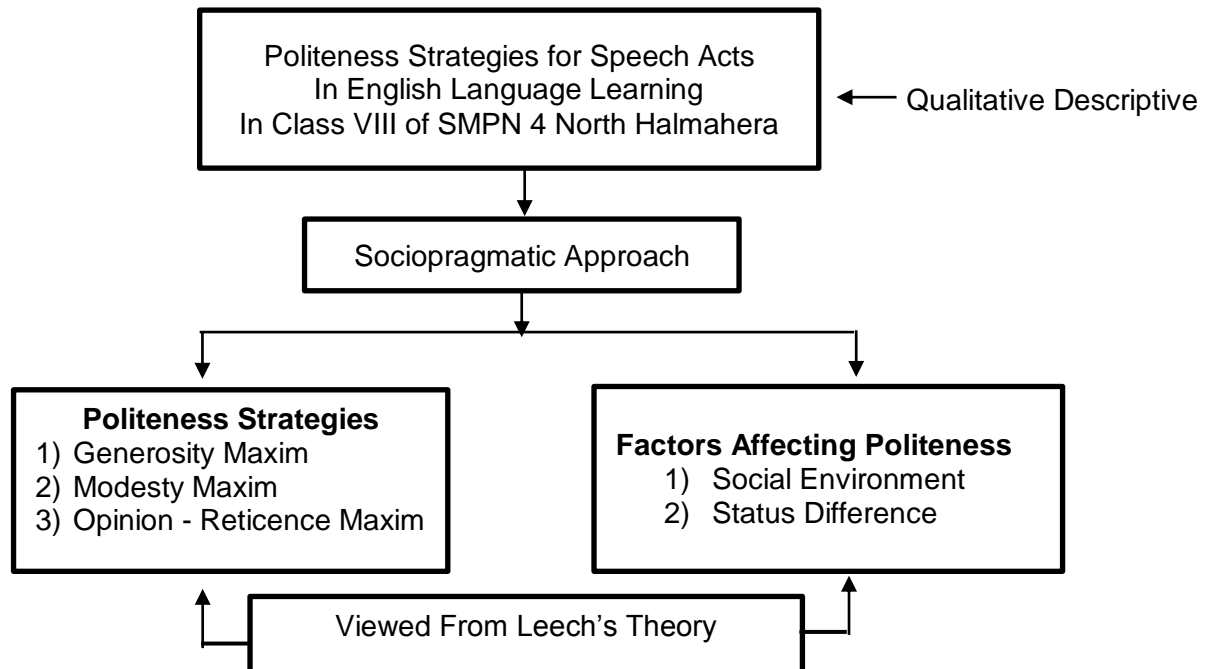 Politeness Strategies for Speech Acts
In English Language Learning
In Class VIII of SMPN 4 North Halmahera
Qualitative Descriptive
Sociopragmatic Approach
Politeness Strategies
1) Generosity Maxim
2) Modesty Maxim
3) Opinion - Reticence Maxim
Factors Affecting Politeness
1) Social Environment
2) Status Difference
Viewed From Leech's Theory